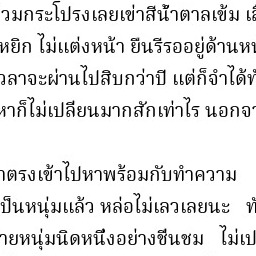 วมกระโปรงเลยเข่าสีน้ำตาลเข้ม
หยิก ไม่แต่งหน้า ยืนรีรออยู่ด้านห
วลาจะผ่านไปสิบกว่าปี แต่ก็จำได้
หาก็ไม่เปลี่ยนมากสักเท่าไร นอกจา
าตรงเข้าไปหาพร้อมกับทำความ
ป็นหนุ่มแล้ว หล่อไม่เลวเลยนะ
ายหนุ่มนิดหนึ่งอย่างชื่นชม ไม่เป